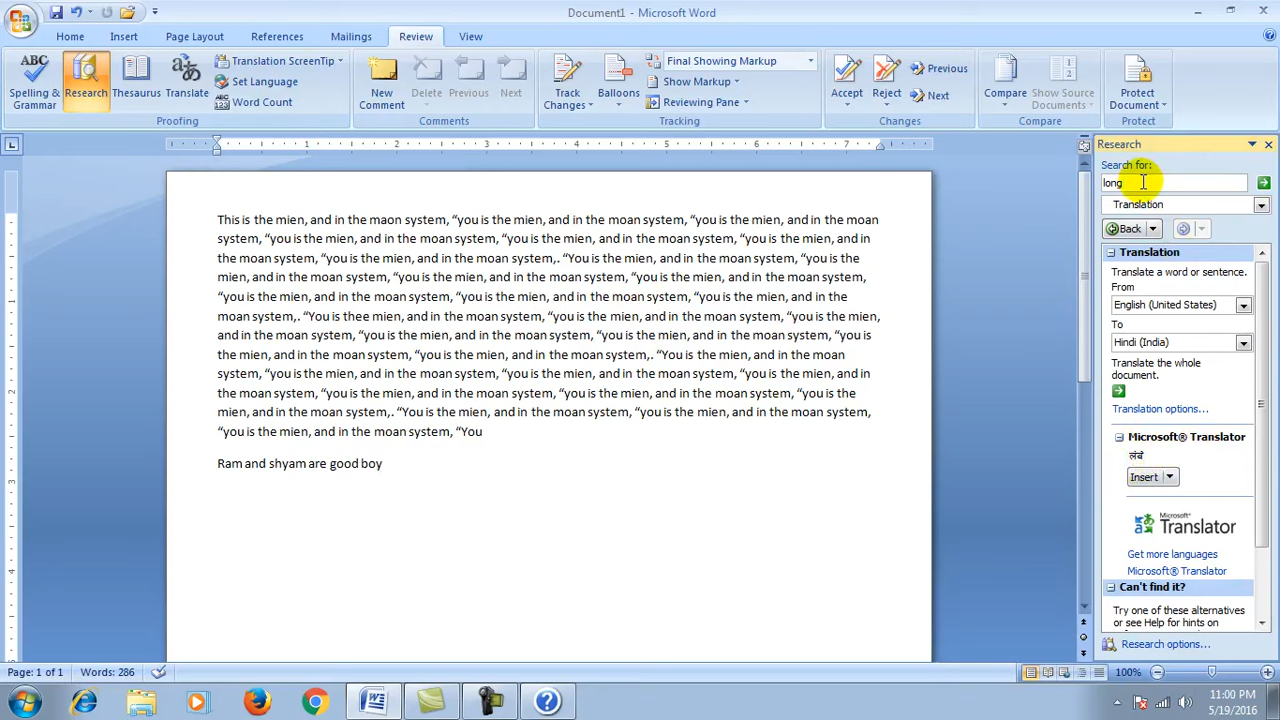 Document1 - Microsoft Word
Home Insert Page Layout References Mailings Review View
ABC Spelling & Grammar
Research
Thesaurus
Translate
Translation ScreenTip
Set Language
Word Count
Proofing
New Comment
Delete
Previous
Next
Comments
Track Changes
Balloons
Final Showing Markup
Show Markup
Reviewing Pane
Tracking
Accept
Reject
Previous
Next
Changes
Compare
Show Source Documents
Compare
Protect Document
Protect
1 2 3 4 5 6 7
This is the mien, and in the maon system, “you is the mien, and in the moan system, “you is the mien, and in the moan
system, “you is the mien, and in the moan system, “you is the mien, and in the moan system, “you is the mien, and in
the moan system, “you is the mien, and in the moan system,. “You is the mien, and in the moan system, “you is the
mien, and in the moan system, “you is the mien, and in the moan system, “you is the mien, and in the moan system,
“you is the mien, and in the moan system, “you is the mien, and in the moan system, “you is the mien, and in the
moan system,. “You is theee mien, and in the moan system, “you is the mien, and in the moan system, “you is the mien,
and in the moan system, “you is the mien, and in the moan system, “you is the mien, and in the moan system, “you is
the mien, and in the moan system, “you is the mien, and in the moan system,. “You is the mien, and in the moan
system, “you is the mien, and in the moan system, “you is the mien, and in the moan system, “you is the mien, and in
the moan system, “you is the mien, and in the moan system, “you is the mien, and in the moan system, “you is the
mien, and in the moan system,. “You is the mien, and in the moan system, “you is the mien, and in the moan system,
“you is the mien, and in the moan system, “You
Ram and shyam are good boy
1
2
3
4
Research
Search for:
long
Translation
Back
Translation
Translate a word or sentence.
From
English (United States)
To
Hindi (India)
Translate the whole
document.
Translation options...
Microsoft® Translator
लंबे
Insert
Microsoft®
Translator
Get more languages
Microsoft® Translator
Can't find it?
Try one of these alternatives
or see Help for hints on
Research options...
Page: 1 of 1 Words: 286 100%
11:00 PM
5/19/2016